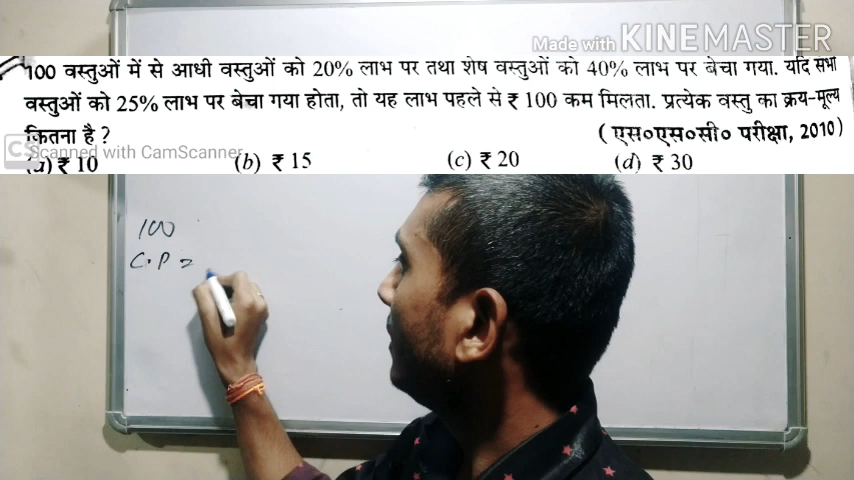 Made with KINEMASTER
100 वस्तुओं में से आधी वस्तुओं को 20% लाभ पर तथा शेष वस्तुओं को 40% लाभ पर बेचा गया. यदि सभी
वस्तुओं को 25% लाभ पर बेचा गया होता, तो यह लाभ पहले से ₹ 100 कम मिलता. प्रत्येक वस्तु का क्रय-मूल्य
कितना है ?
(एस०एस०सी० परीक्षा, 2010)
CS Scanned with CamScanner
(a) ₹ 10 (b) ₹ 15 (c) ₹ 20 (d) ₹ 30
100
C.P =